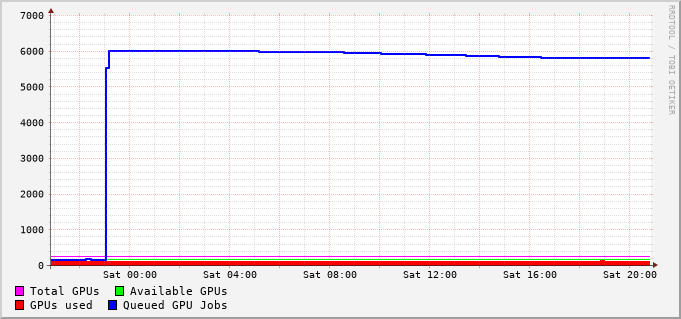 7000
6000
5000
4000
3000
2000
1000
0
Sat 00:00 Sat 04:00 Sat 08:00 Sat 12:00 Sat 16:00 Sat 20:00
Total GPUs Available GPUs
GPUs used Queued GPU Jobs
RRDTOOL / TOBI OETIKER